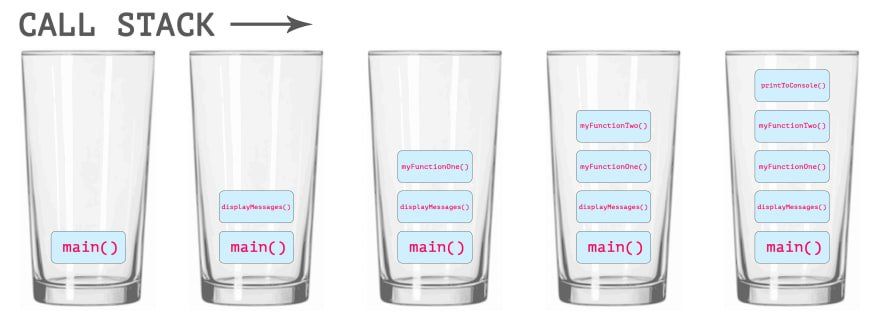 CALL STACK
main()
displayMessages()
main()
myFunctionOne()
displayMessages()
main()
myFunctionTwo()
myFunctionOne()
displayMessages()
main()
printToConsole()
myFunctionTwo()
myFunctionOne()
displayMessages()
main()